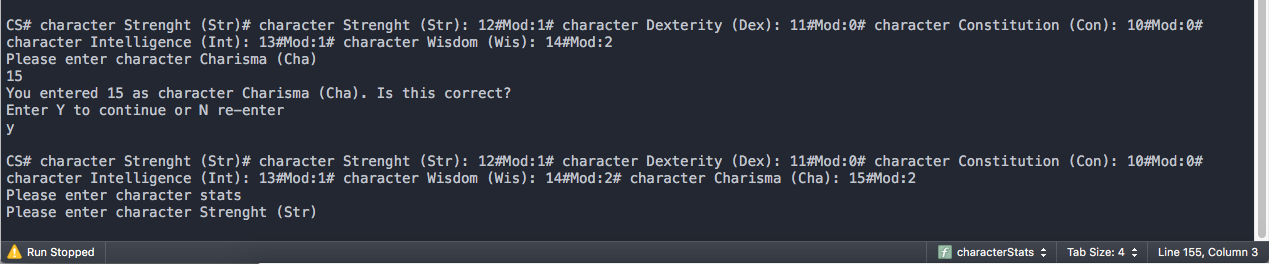 CS# character Strenght (Str)# character Strenght (Str): 12#Mod:1# character Dexterity (Dex): 11#Mod:0# character Constitution (Con): 10#Mod:0#
character Intelligence (Int): 13#Mod:1# character Wisdom (Wis): 14#Mod:2
Please enter character Charisma (Cha)
15
You entered 15 as character Charisma (Cha). Is this correct?
Enter Y to continue or N re-enter
y
CS# character Strenght (Str)# character Strenght (Str): 12#Mod:1# character Dexterity (Dex): 11#Mod:0# character Constitution (Con): 10#Mod:0#
character Intelligence (Int): 13#Mod:1# character Wisdom (Wis): 14#Mod:2# character Charisma (Cha): 15#Mod:2
Please enter character stats
Please enter character Strenght (Str)
Run Stopped f characterStats Tab Size: 4 Line 155, Column 3